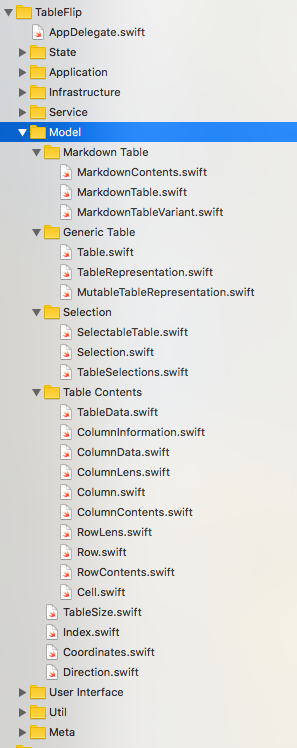 TableFlip
AppDelegate.swift
State
Application
Infrastructure
Service
Model
Markdown Table
MarkdownContents.swift
MarkdownTable.swift
MarkdownTableVariant.swift
Generic Table
Table.swift
TableRepresentation.swift
MutableTableRepresentation.swift
Selection
SelectableTable.swift
Selection.swift
TableSelections.swift
Table Contents
TableData.swift
ColumnInformation.swift
ColumnData.swift
ColumnLens.swift
Column.swift
ColumnContents.swift
RowLens.swift
Row.swift
RowContents.swift
Cell.swift
TableSize.swift
Index.swift
Coordinates.swift
Direction.swift
User Interface
Util
Meta